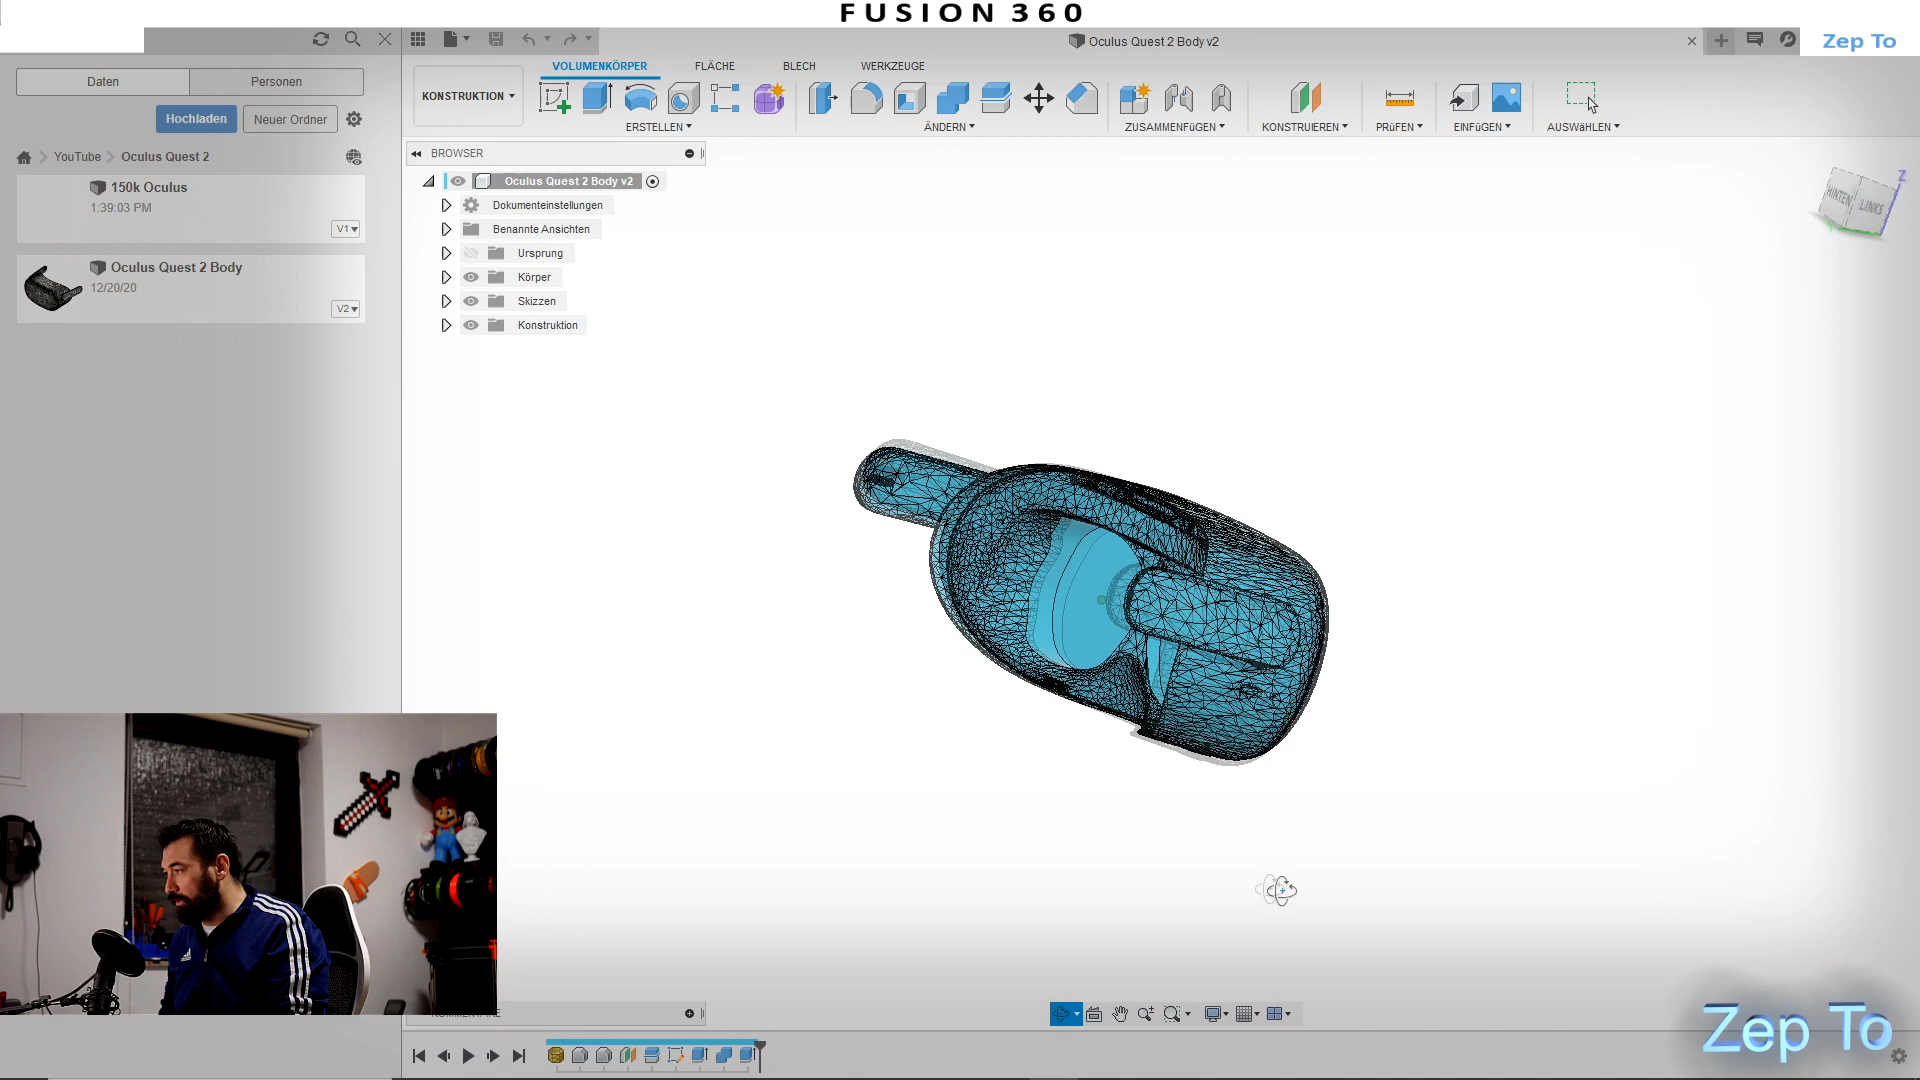 FUSION 360
Oculus Quest 2 Body v2
Zep To
Daten
Personen
VOLUMENKÖRPER
FLÄCHE
BLECH
WERKZEUGE
KONSTRUKTION
Hochladen
Neuer Ordner
ERSTELLEN
ÄNDERN
ZUSAMMENFÜGEN
KONSTRUIEREN
PRÜFEN
EINFÜGEN
AUSWÄHLEN
YouTube
Oculus Quest 2
BROWSER
150k Oculus
1:39:03 PM
V1
Oculus Quest 2 Body
12/20/20
V2
Oculus Quest 2 Body v2
Dokumenteinstellungen
Benannte Ansichten
Ursprung
Körper
Skizzen
Konstruktion
Z
HINTEN
LINKS
Zep To